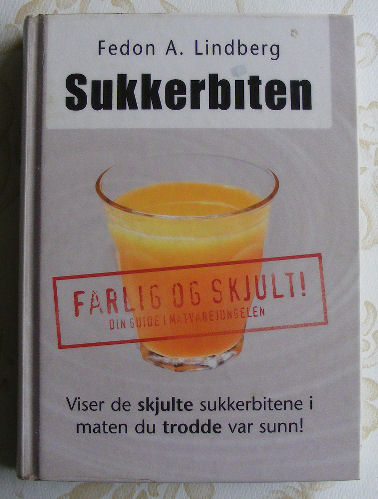 Fedon A. Lindberg
Sukkerbiten
FARLIG OG SKJULT!
DIN GUIDE I MATVAREJUNGELEN
Viser de skjulte sukkerbitene i
maten du trodde var sunn!